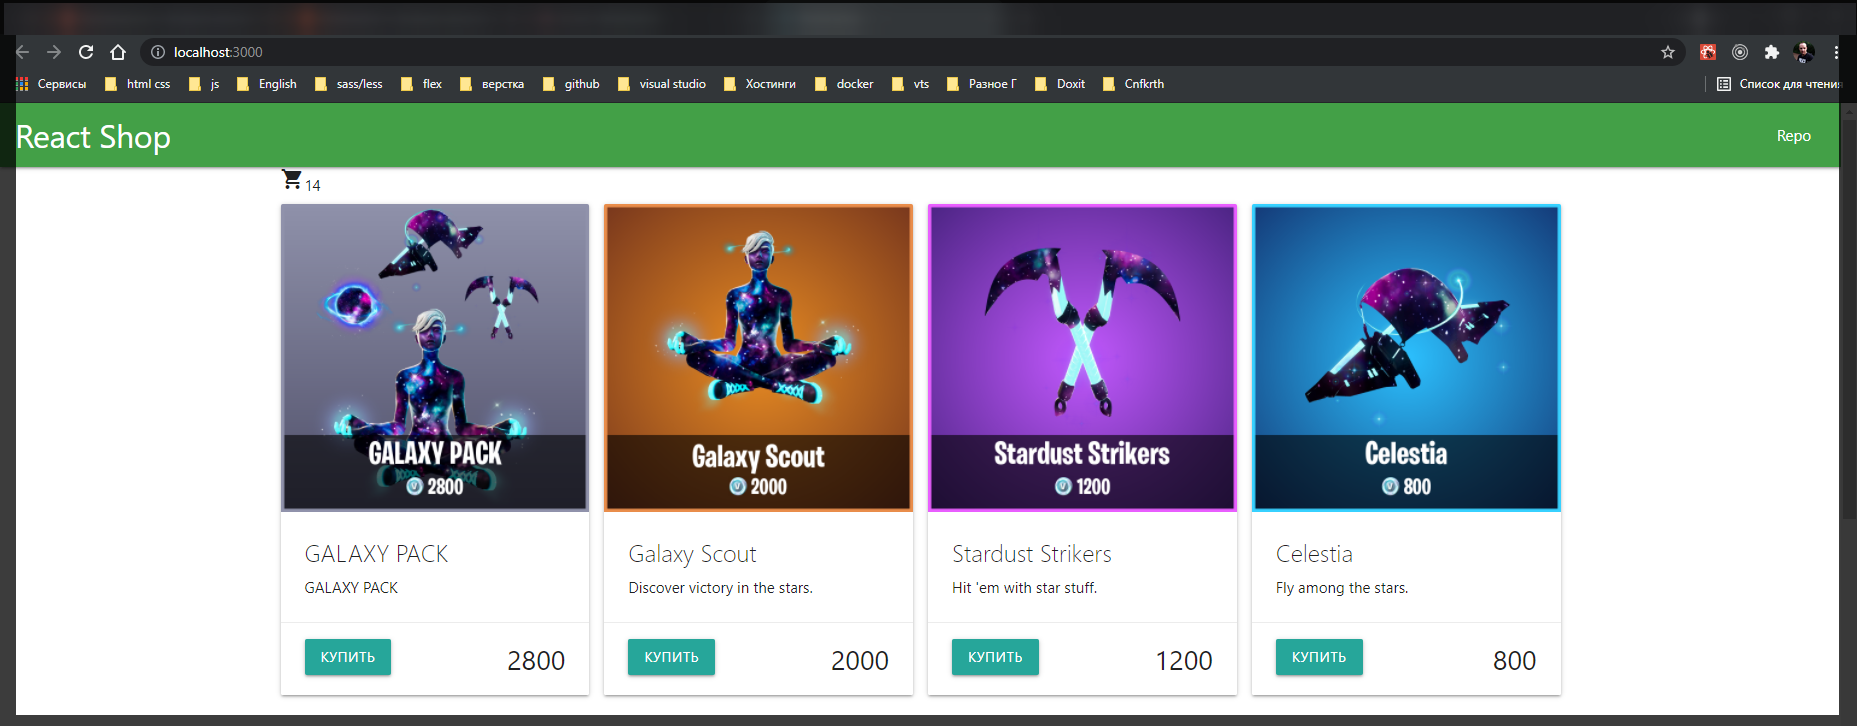 localhost:3000
Сервисы html css js English sass/less flex верстка github visual studio Хостинги docker vts Разное Г Doxit Cnfkrth Список для чтения
React Shop Repo
14
GALAXY PACK
2800
Galaxy Scout
2000
Stardust Strikers
1200
Celestia
800
GALAXY PACK
GALAXY PACK
КУПИТЬ 2800
Galaxy Scout
Discover victory in the stars.
КУПИТЬ 2000
Stardust Strikers
Hit 'em with star stuff.
КУПИТЬ 1200
Celestia
Fly among the stars.
КУПИТЬ 800